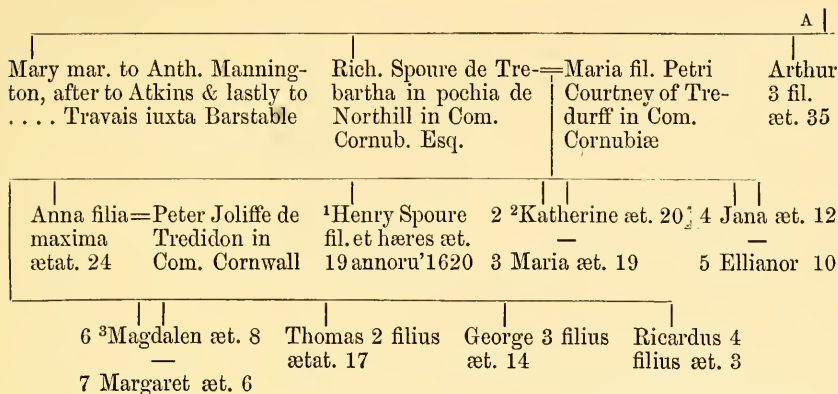 A
Mary mar. to Anth. Manning-
ton, after to Atkins & lastly to
. . . . Travais iuxta Barstable
Rich. Spoure de Tre-
bartha in pochia de
Northill in Com.
Cornub. Esq.
=Maria fil. Petri
Courtney of Tre-
durff in Com.
Cornubiæ
Arthur
3 fil.
æt. 35
Anna filia=
maxima
ætat. 24
Peter Joliffe de
Tredidon in
Com. Cornwall
¹Henry Spoure
fil. et hæres æt.
19 annoru' 1620
2 ²Katherine æt. 20;
—
3 Maria æt. 19
4 Jana æt. 12
—
5 Ellianor 10
6 ³Magdalen æt. 8
—
7 Margaret æt. 6
Thomas 2 filius
ætat. 17
George 3 filius
æt. 14
Ricardus 4
filius æt. 3